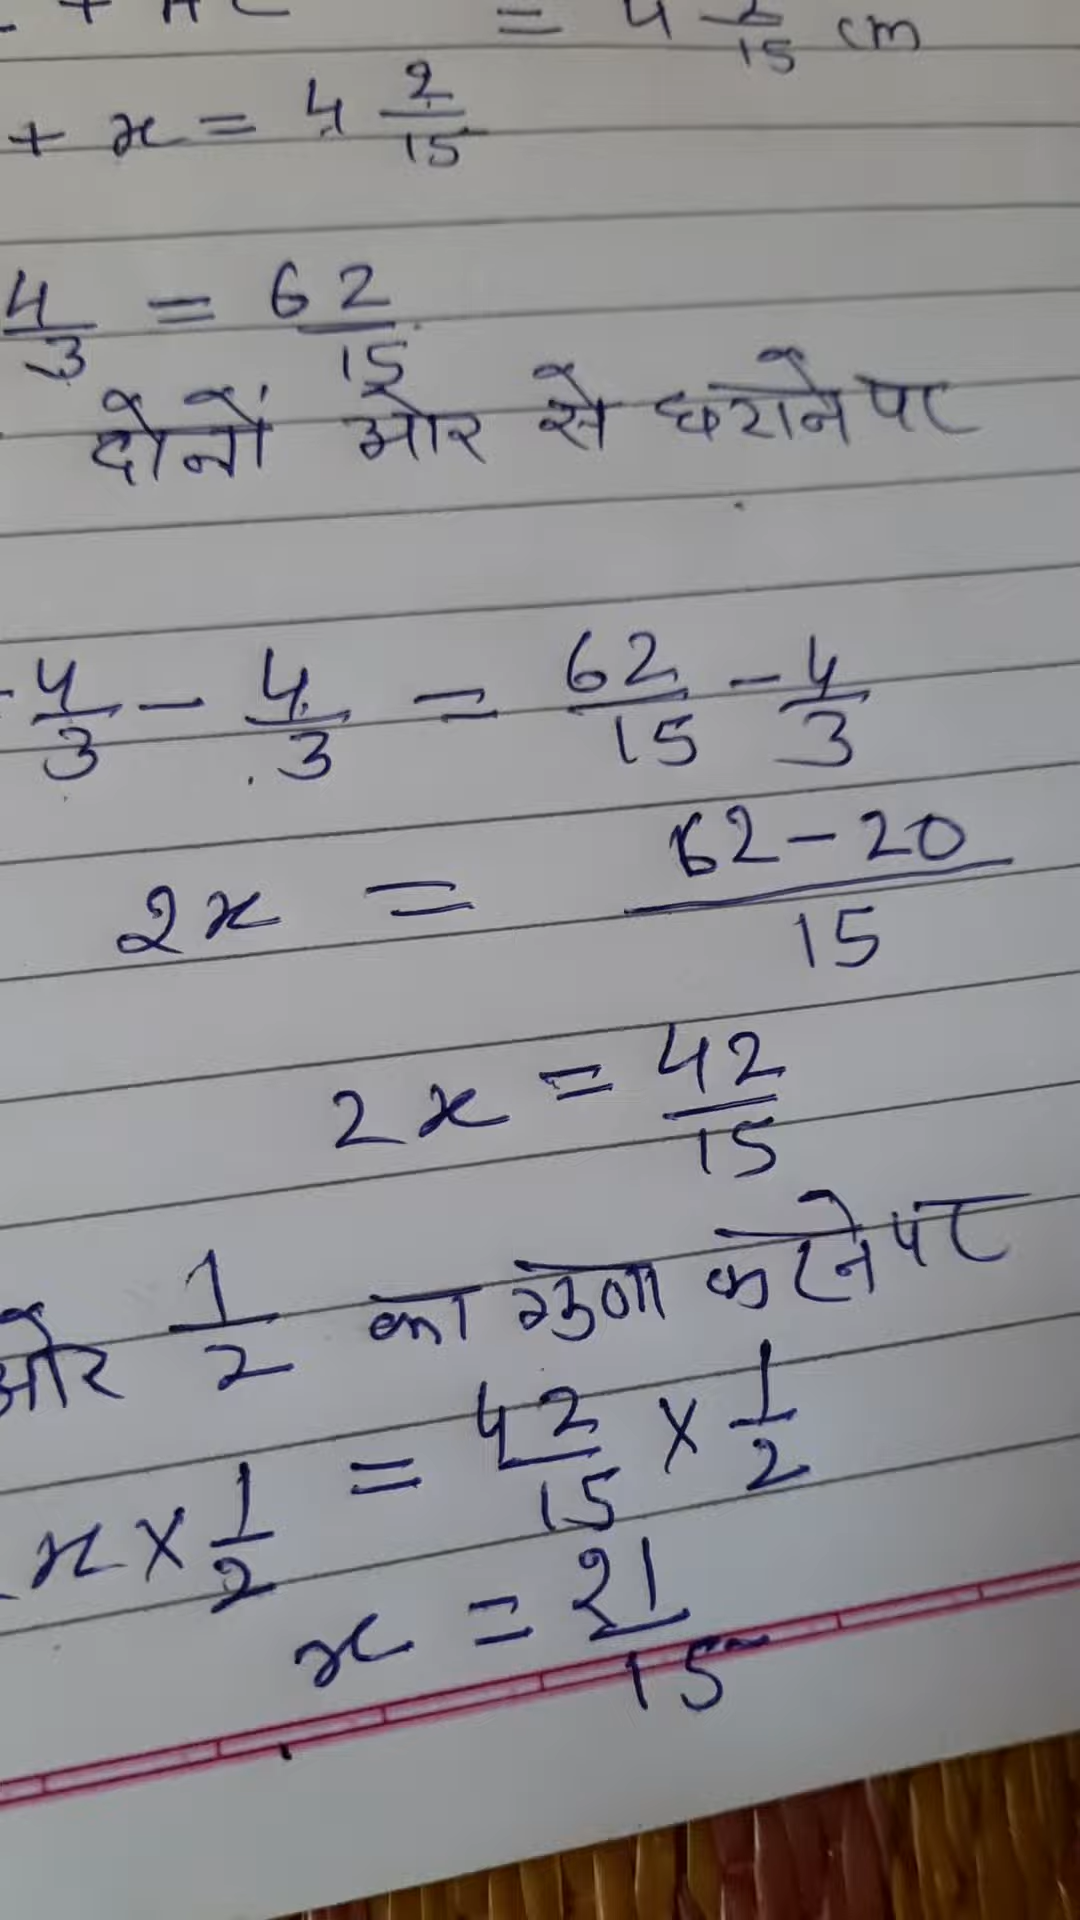 + AC = 4 2/15 cm
+ x = 4 2/15
4/3 = 62/15
दोनों ओर से घटाने पर
4/3 - 4/3 = 62/15 - 4/3
2x = 62-20/15
2x = 42/15
ओर 1/2 का गुणा करने पर
x × 1/2 = 42/15 × 1/2
x = 21/15